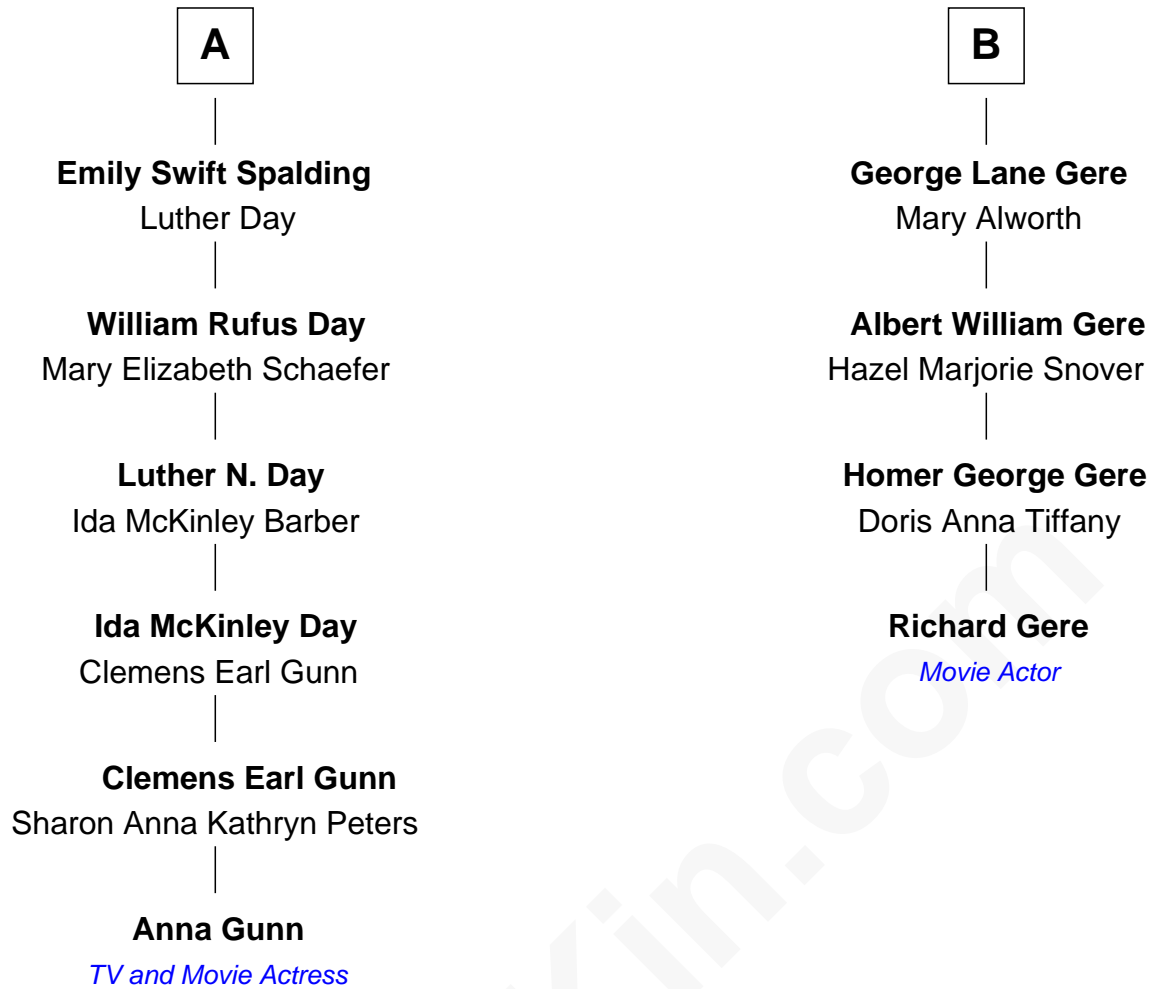 A
Emily Swift Spalding
Luther Day
William Rufus Day
Mary Elizabeth Schaefer
Luther N. Day
Ida McKinley Barber
Ida McKinley Day
Clemens Earl Gunn
Clemens Earl Gunn
Sharon Anna Kathryn Peters
Anna Gunn
TV and Movie Actress
B
George Lane Gere
Mary Alworth
Albert William Gere
Hazel Marjorie Snover
Homer George Gere
Doris Anna Tiffany
Richard Gere
Movie Actor
in.com